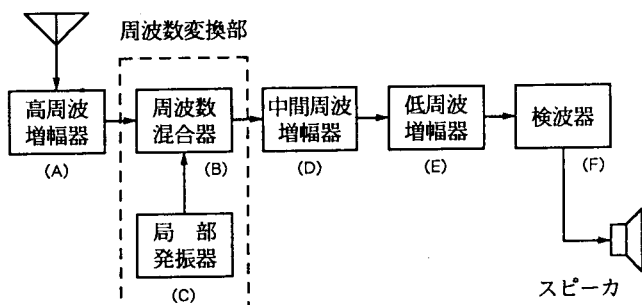 周波数変換部
高周波
増幅器
(A)
周波数
混合器
(B)
中間周波
増幅器
(D)
低周波
増幅器
(E)
検波器
(F)
局 部
発振器
(C)
スピーカ